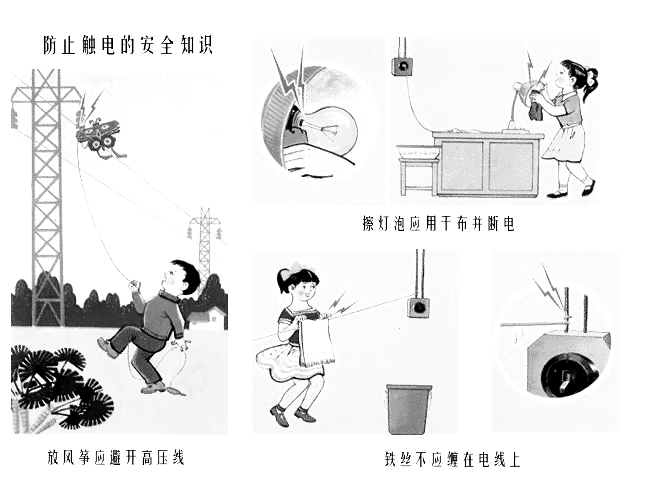 防止触电的安全知识
擦灯泡应用干布并断电
放风筝应避开高压线
铁丝不应缠在电线上